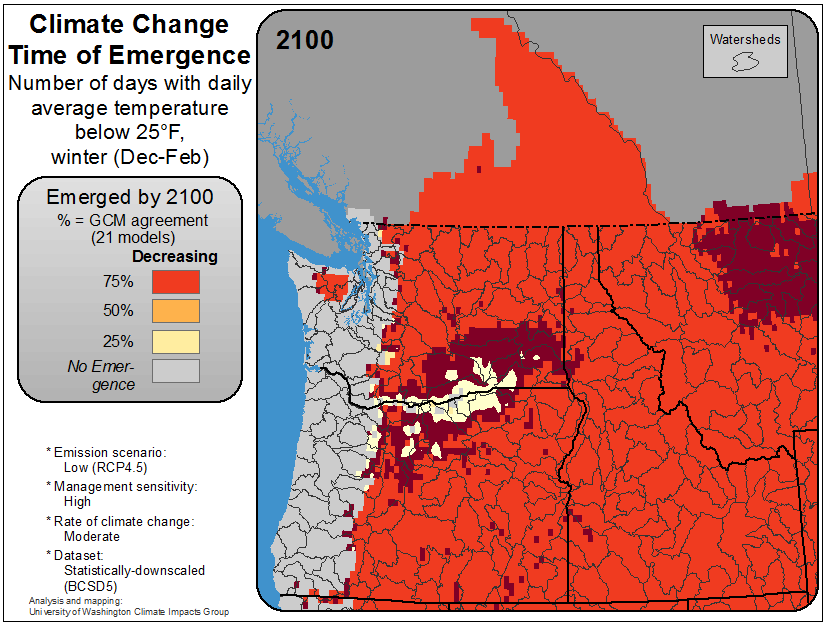 Climate Change
Time of Emergence
Number of days with daily
average temperature
below 25°F,
winter (Dec-Feb)
Emerged by 2100
% = GCM agreement
(21 models)
Decreasing
75%
50%
25%
No Emer-
gence
* Emission scenario:
Low (RCP4.5)
* Management sensitivity:
High
* Rate of climate change:
Moderate
* Dataset:
Statistically-downscaled
(BCSD5)
Analysis and mapping:
University of Washington Climate Impacts Group
2100
Watersheds